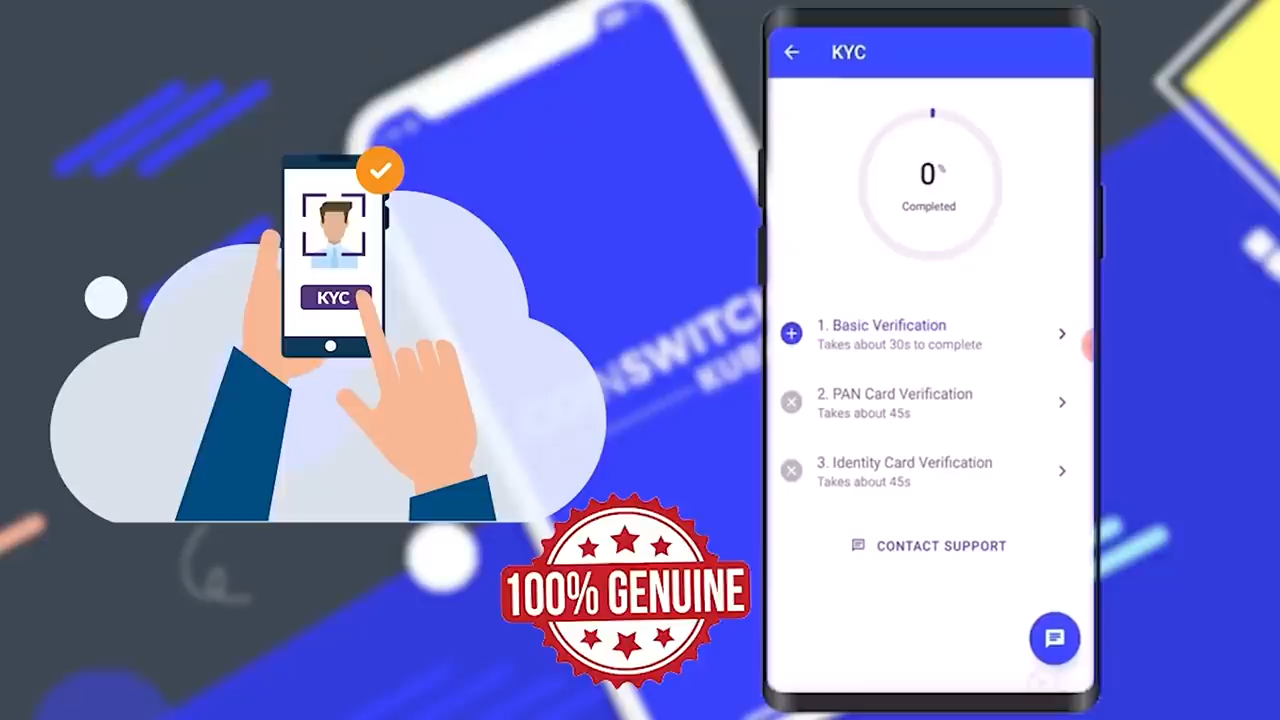 KYC
0%
Completed
1. Basic Verification
Takes about 30s to complete
2. PAN Card Verification
Takes about 45s
3. Identity Card Verification
Takes about 45s
CONTACT SUPPORT
KYC
COINSWITCH
100% GENUINE